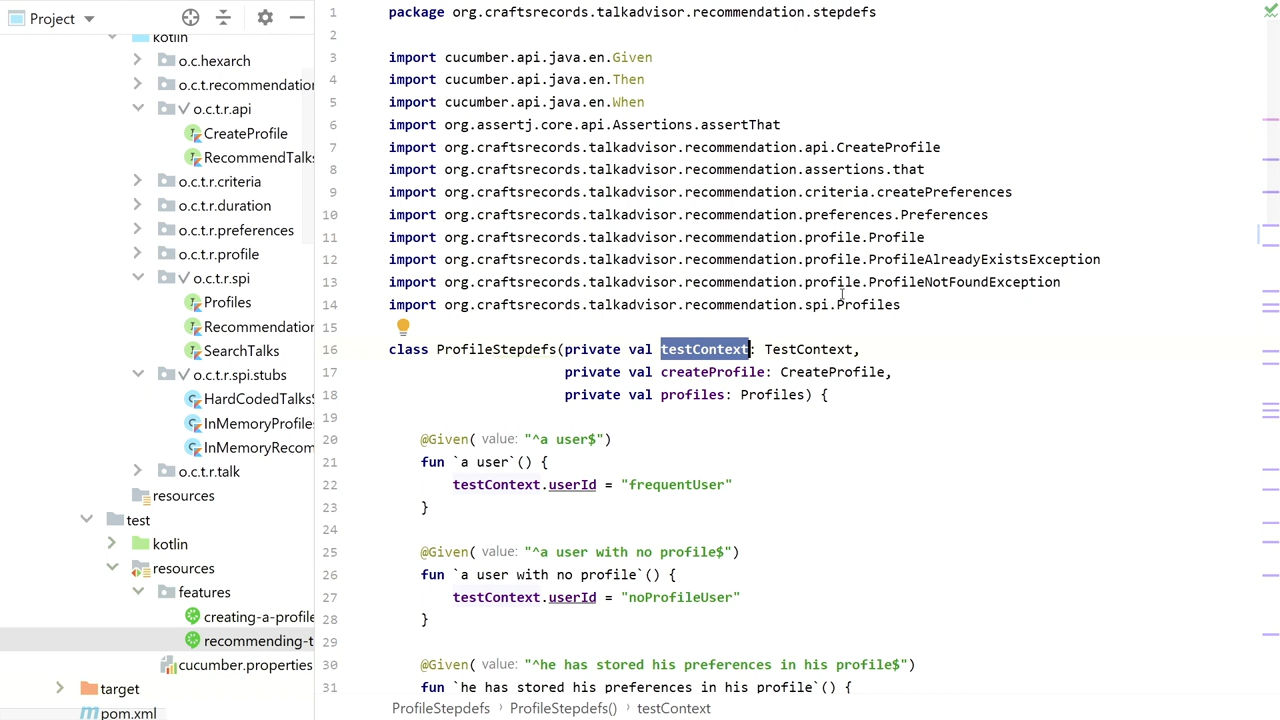 Project
kotlin
o.c.hexarch
o.c.t.recommendation
o.c.t.r.api
CreateProfile
RecommendTalks
o.c.t.r.criteria
o.c.t.r.duration
o.c.t.r.preferences
o.c.t.r.profile
o.c.t.r.spi
Profiles
Recommendation
SearchTalks
o.c.t.r.spi.stubs
HardCodedTalksS
InMemoryProfiles
InMemoryRecom
o.c.t.r.talk
resources
test
kotlin
resources
features
creating-a-profile
recommending-t
cucumber.properties
target
pom.xml
1 package org.craftsrecords.talkadvisor.recommendation.stepdefs
2
3 import cucumber.api.java.en.Given
4 import cucumber.api.java.en.Then
5 import cucumber.api.java.en.When
6 import org.assertj.core.api.Assertions.assertThat
7 import org.craftsrecords.talkadvisor.recommendation.api.CreateProfile
8 import org.craftsrecords.talkadvisor.recommendation.assertions.that
9 import org.craftsrecords.talkadvisor.recommendation.criteria.createPreferences
10 import org.craftsrecords.talkadvisor.recommendation.preferences.Preferences
11 import org.craftsrecords.talkadvisor.recommendation.profile.Profile
12 import org.craftsrecords.talkadvisor.recommendation.profile.ProfileAlreadyExistsException
13 import org.craftsrecords.talkadvisor.recommendation.profile.ProfileNotFoundException
14 import org.craftsrecords.talkadvisor.recommendation.spi.Profiles
15
16 class ProfileStepdefs(private val testContext: TestContext,
17 private val createProfile: CreateProfile,
18 private val profiles: Profiles) {
19
20 @Given( value: "^a user$")
21 fun `a user`() {
22 testContext.userId = "frequentUser"
23 }
24
25 @Given( value: "^a user with no profile$")
26 fun `a user with no profile`() {
27 testContext.userId = "noProfileUser"
28 }
29
30 @Given( value: "^he has stored his preferences in his profile$")
31 fun `he has stored his preferences in his profile`() {
ProfileStepdefs › ProfileStepdefs() › testContext